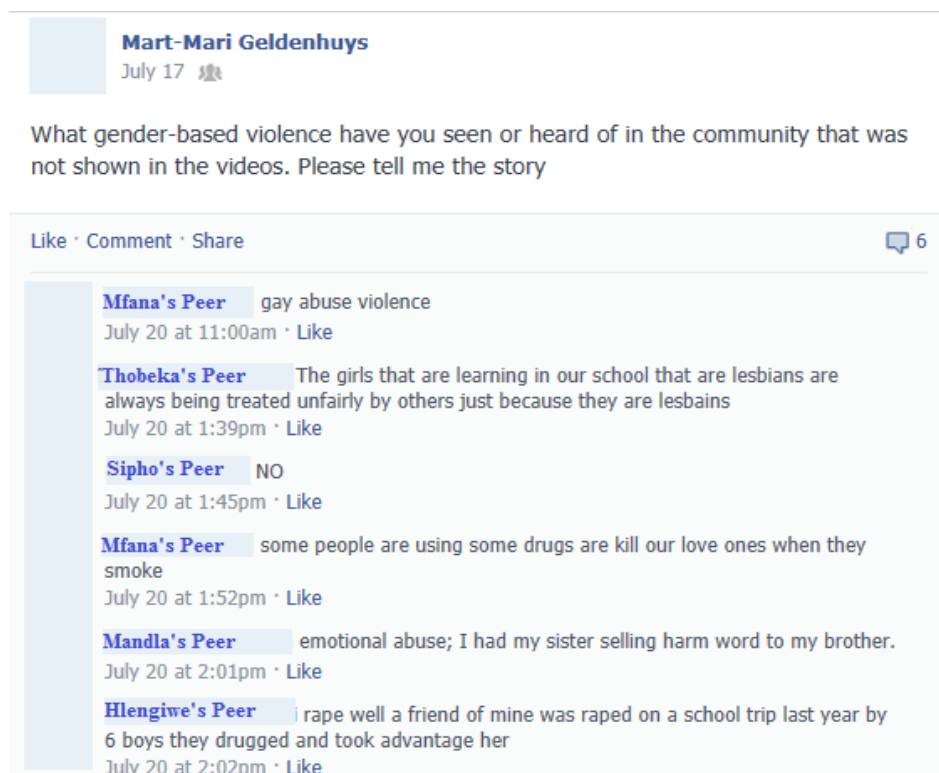 Mart-Mari Geldenhuys
July 17
What gender-based violence have you seen or heard of in the community that was
not shown in the videos. Please tell me the story
Like · Comment · Share 6
Mfana's Peer gay abuse violence
July 20 at 11:00am · Like
Thobeka's Peer The girls that are learning in our school that are lesbians are
always being treated unfairly by others just because they are lesbains
July 20 at 1:39pm · Like
Sipho's Peer NO
July 20 at 1:45pm · Like
Mfana's Peer some people are using some drugs are kill our love ones when they
smoke
July 20 at 1:52pm · Like
Mandla's Peer emotional abuse; I had my sister selling harm word to my brother.
July 20 at 2:01pm · Like
Hlengiwe's Peer i rape well a friend of mine was raped on a school trip last year by
6 boys they drugged and took advantage her
July 20 at 2:02pm · Like